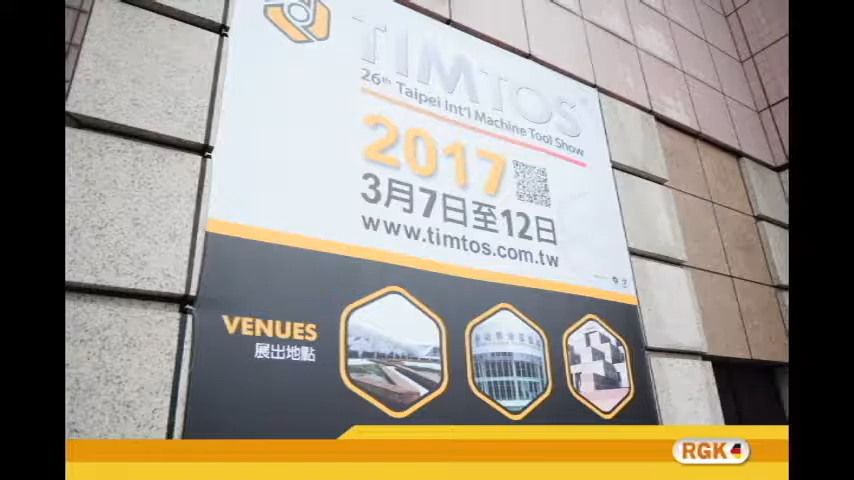 TIMTOS
26th Taipei Int'l Machine Tool Show
2017
3月7日至12日
www.timtos.com.tw
VENUES
展出地點
RGK